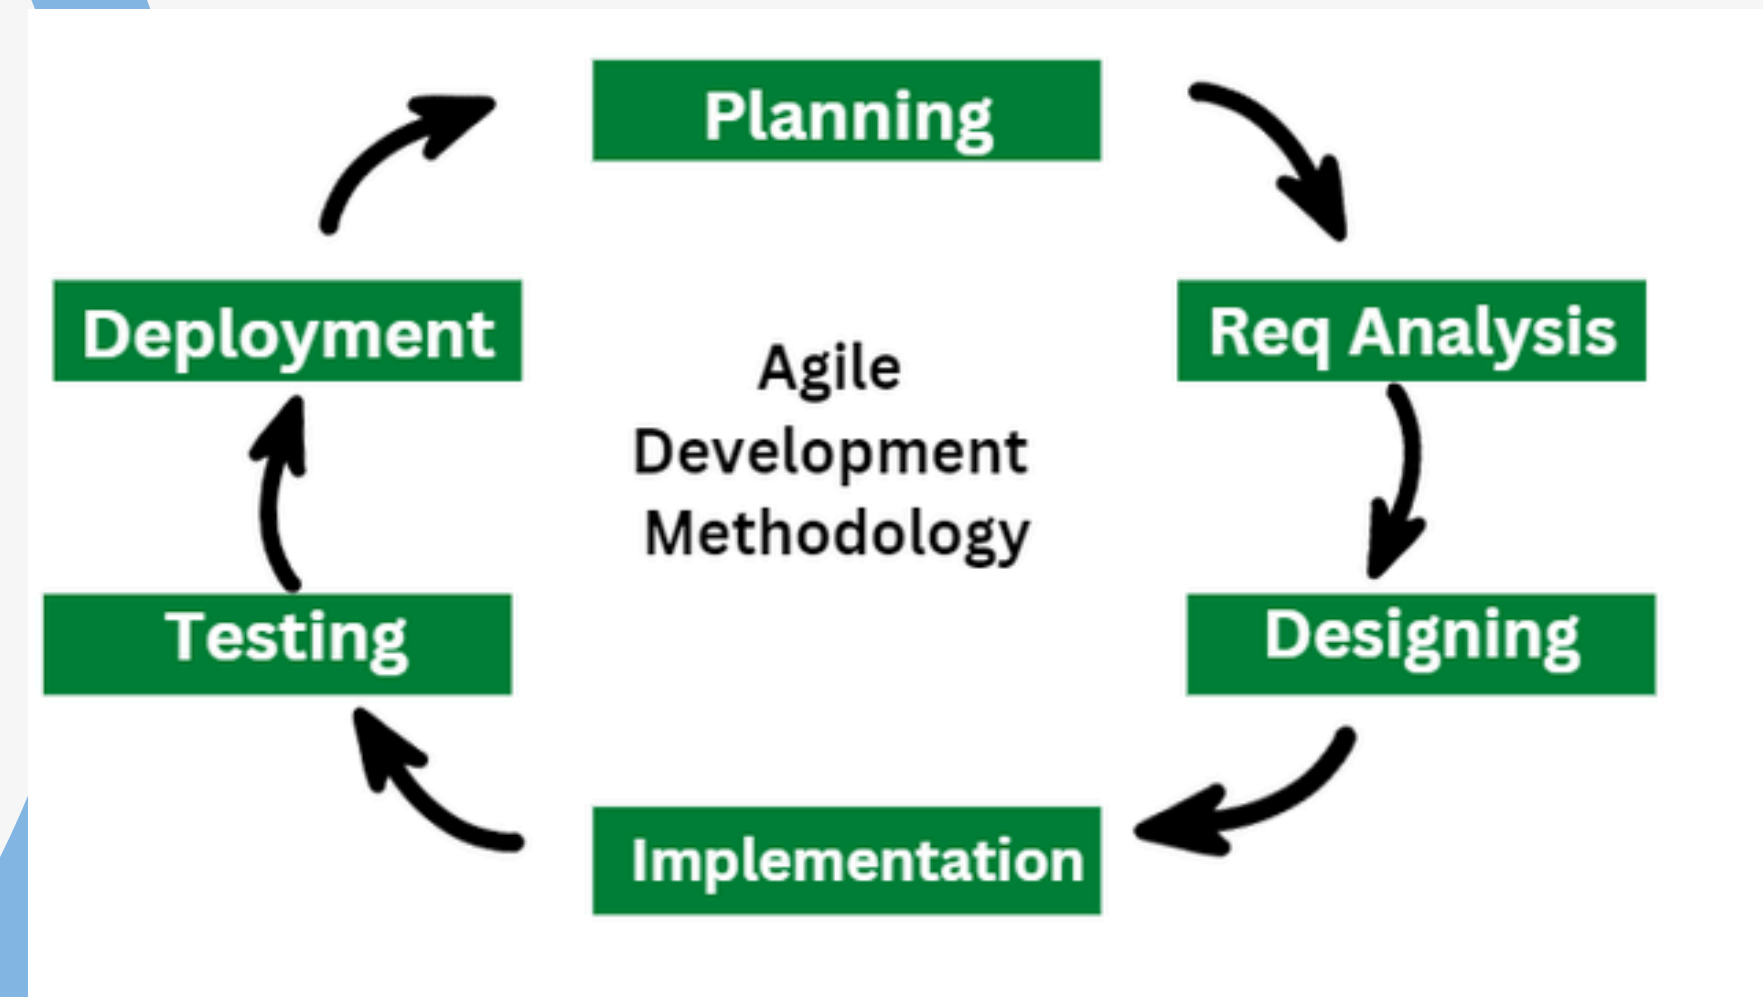 Planning
Deployment
Req Analysis
Agile
Development
Methodology
Testing
Designing
Implementation